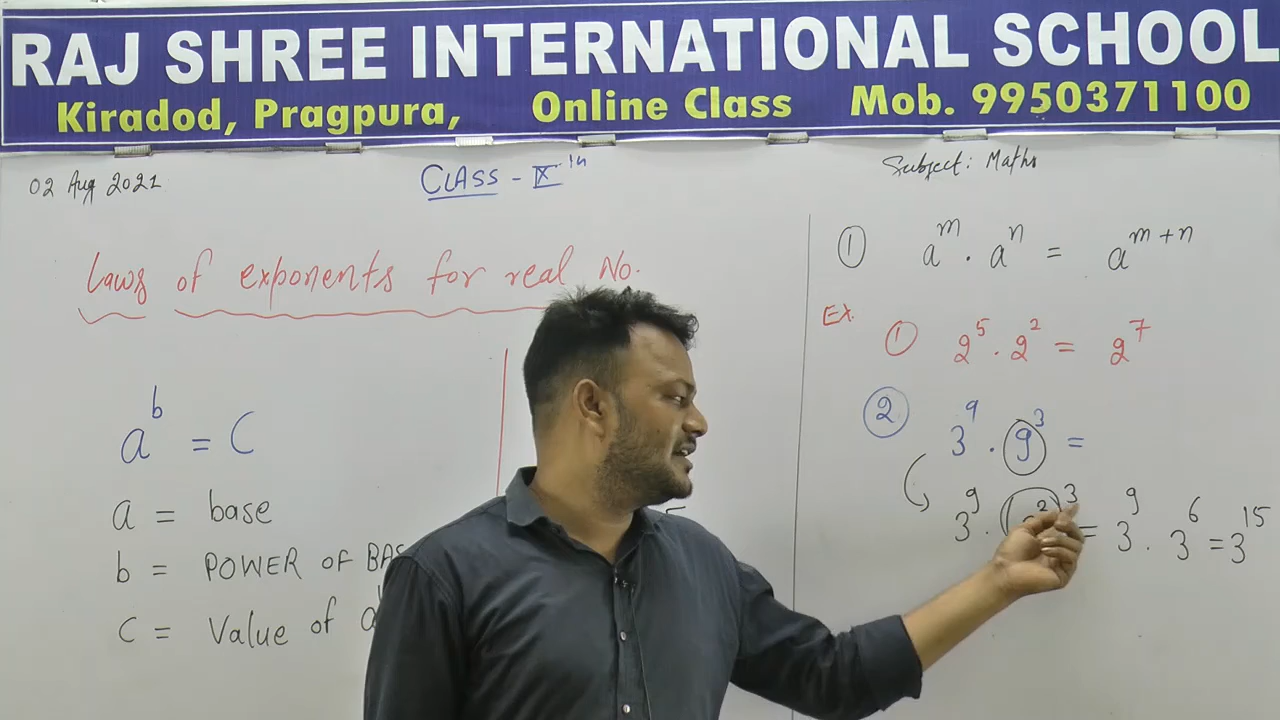 RAJ SHREE INTERNATIONAL SCHOOL
Kiradod, Pragpura, Online Class Mob. 9950371100
02 Aug 2021
CLASS - IX th
Subject: Maths
Laws of exponents for real No.
a^b = C
a = base
b = POWER OF BAS
C = Value of a
① a^m . a^n = a^(m+n)
Ex.
① 2^5 . 2^2 = 2^7
② 3^9 . 9^3 =
3^9 . ( 2 3 = 3^9 . 3^6 = 3^15